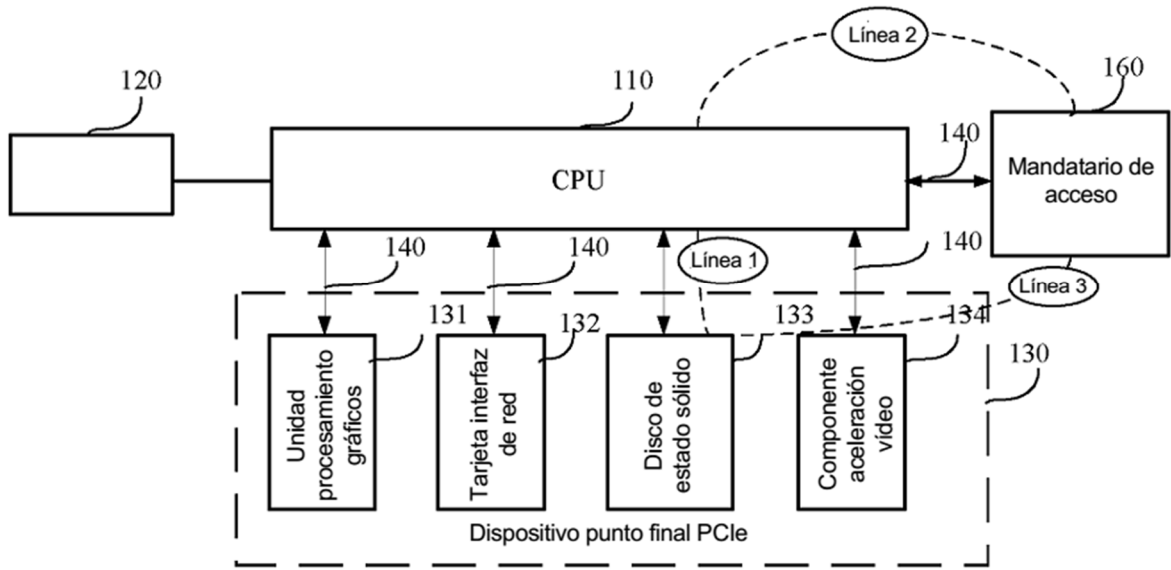 Línea 2
120
110
160
CPU
140
Mandatario de
acceso
140
140
140
Línea 1
Línea 3
131
132
133
134
130
Unidad
procesamiento
gráficos
Tarjeta interfaz
de red
Disco de
estado sólido
Componente
aceleración
vídeo
Dispositivo punto final PCIe